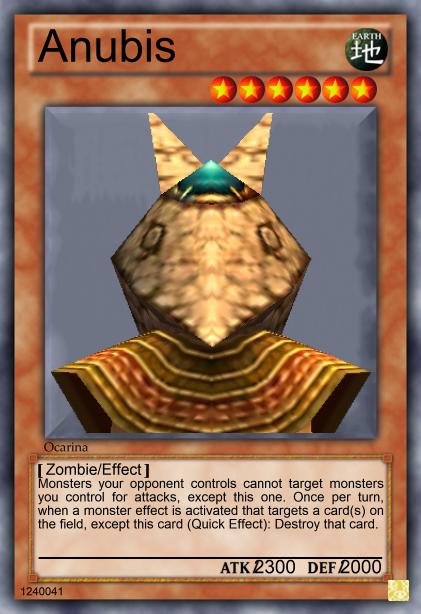 Anubis
EARTH
地
Ocarina
[ Zombie/Effect ]
Monsters your opponent controls cannot target monsters
you control for attacks, except this one. Once per turn,
when a monster effect is activated that targets a card(s) on
the field, except this card (Quick Effect): Destroy that card.
ATK 2300 DEF 2000
1240041